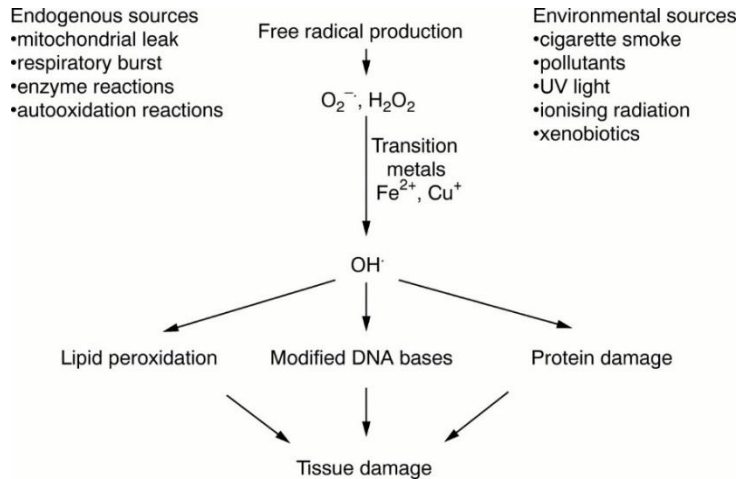 Endogenous sources
•mitochondrial leak
•respiratory burst
•enzyme reactions
•autooxidation reactions
Free radical production
Environmental sources
•cigarette smoke
•pollutants
•UV light
•ionising radiation
•xenobiotics
O₂⁻·, H₂O₂
Transition
metals
Fe²⁺, Cu⁺
OH·
Lipid peroxidation
Modified DNA bases
Protein damage
Tissue damage